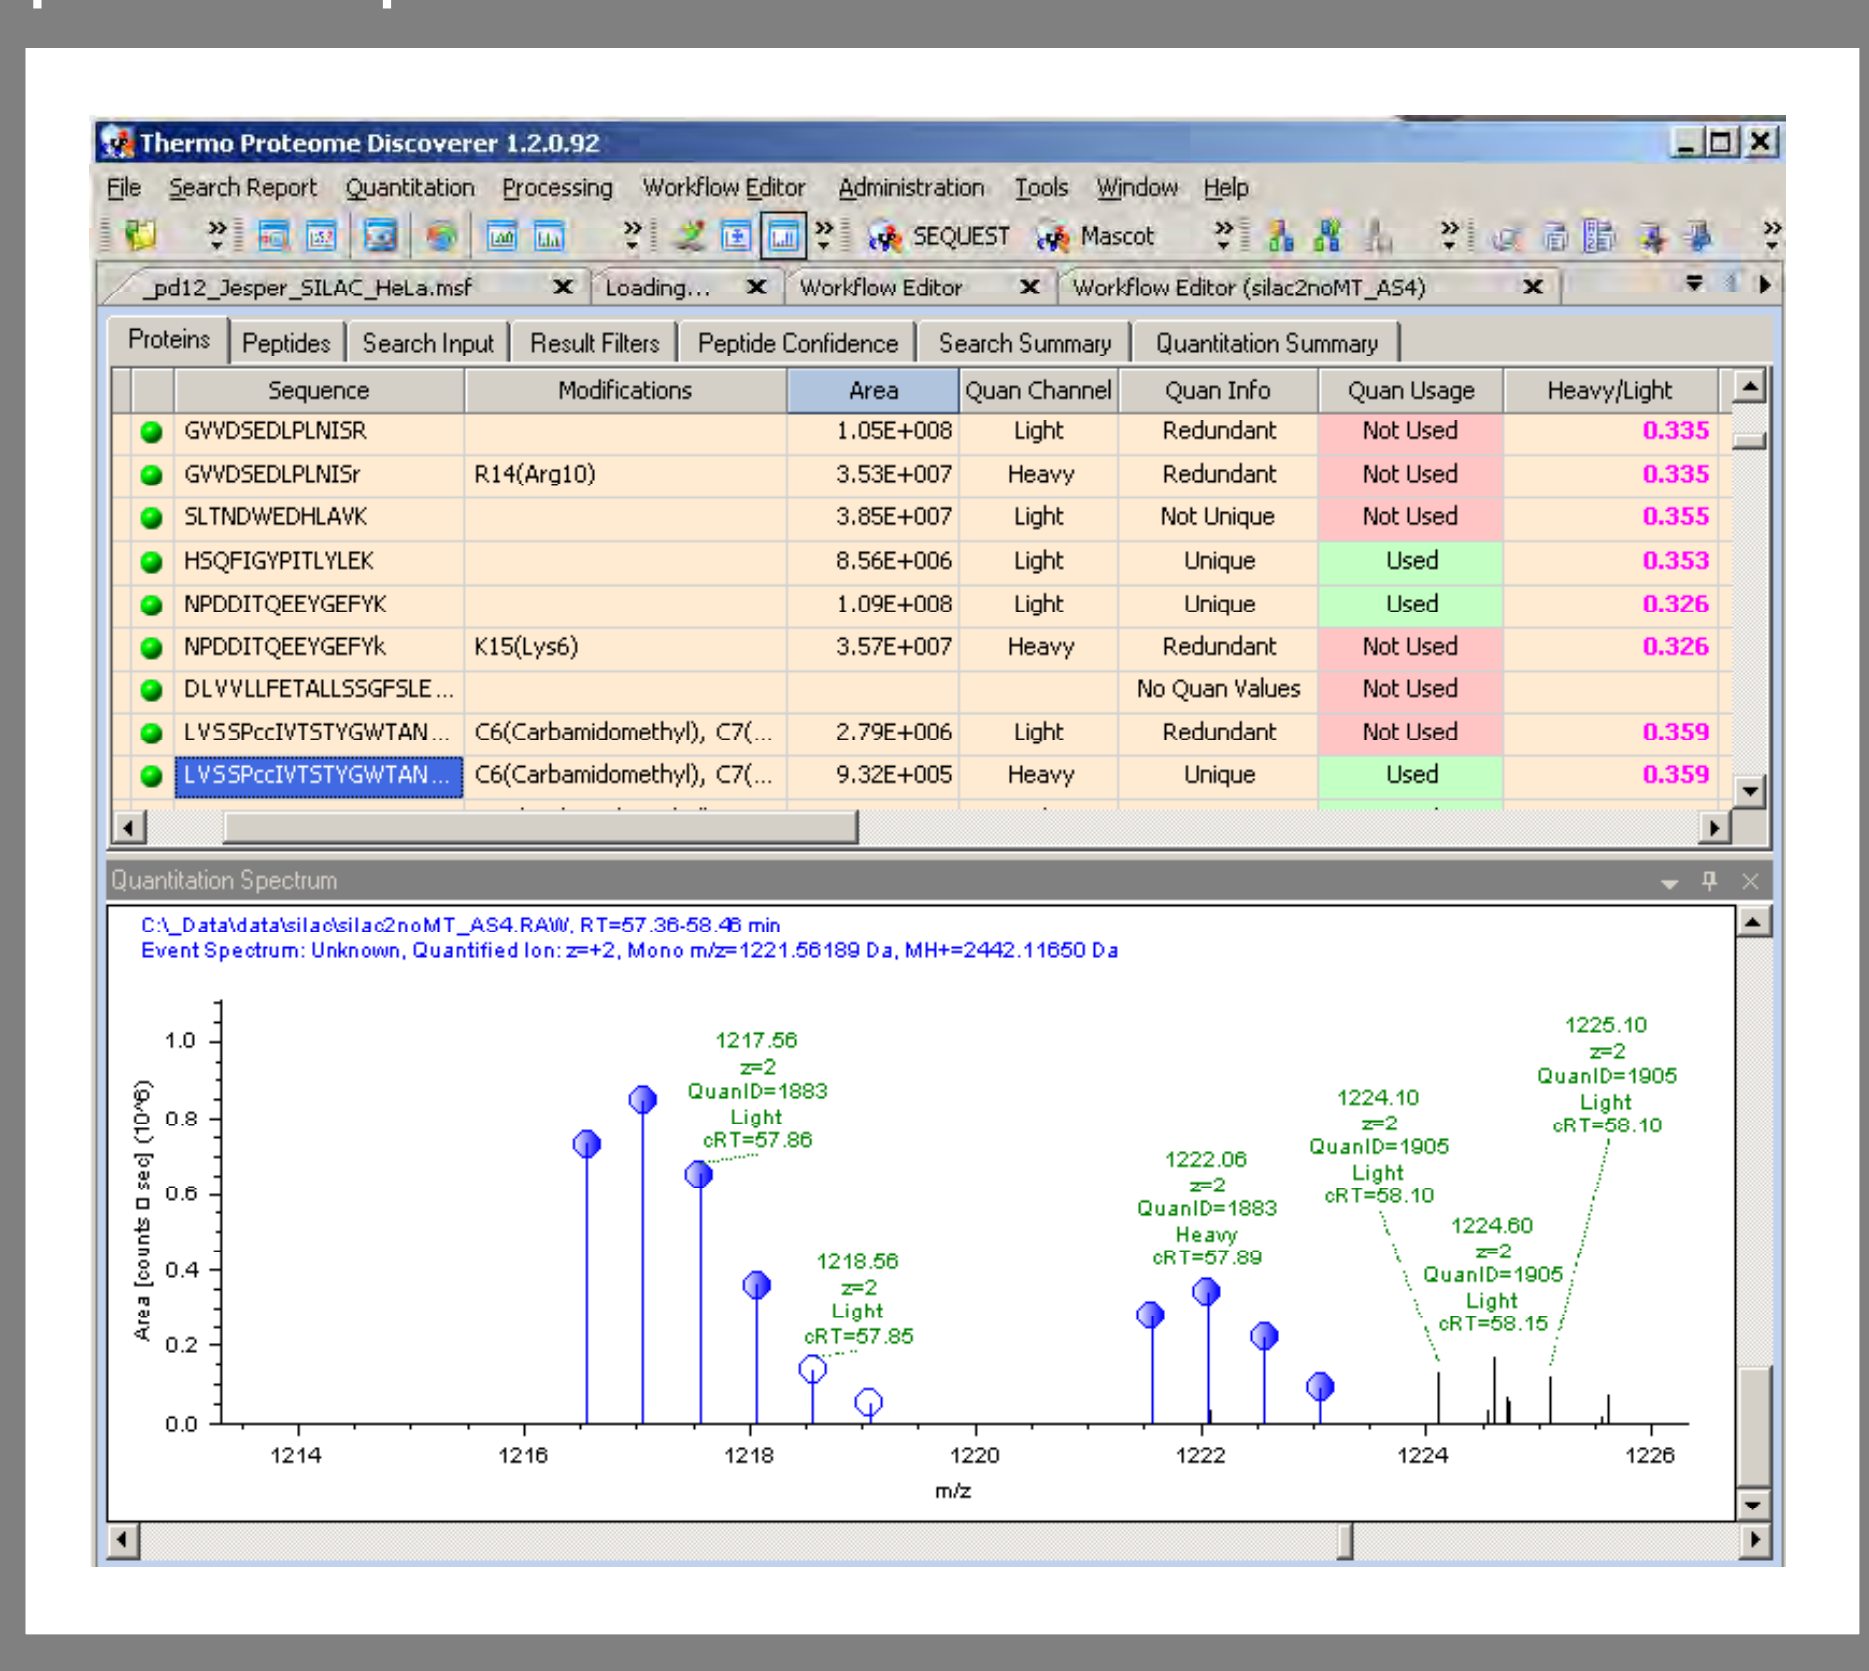 Thermo Proteome Discoverer 1.2.0.92
File Search Report Quantitation Processing Workflow Editor Administration Tools Window Help
SEQUEST Mascot
_pd12_Jesper_SILAC_HeLa.msf Loading... Workflow Editor Workflow Editor (silac2noMT_AS4)
Proteins Peptides Search Input Result Filters Peptide Confidence Search Summary Quantitation Summary
Sequence Modifications Area Quan Channel Quan Info Quan Usage Heavy/Light
GVVDSEDLPLNISR 1.05E+008 Light Redundant Not Used 0.335
GVVDSEDLPLNISr R14(Arg10) 3.53E+007 Heavy Redundant Not Used 0.335
SLTNDWEDHLAVK 3.85E+007 Light Not Unique Not Used 0.355
HSQFIGYPITLYLEK 8.56E+006 Light Unique Used 0.353
NPDDITQEEYGEFYK 1.09E+008 Light Unique Used 0.326
NPDDITQEEYGEFYk K15(Lys6) 3.57E+007 Heavy Redundant Not Used 0.326
DLVVLLFETALLSSGFSLE... No Quan Values Not Used
LVSSPccIVTSTYGWTAN... C6(Carbamidomethyl), C7(... 2.79E+006 Light Redundant Not Used 0.359
LVSSPccIVTSTYGWTAN... C6(Carbamidomethyl), C7(... 9.32E+005 Heavy Unique Used 0.359
Quantitation Spectrum
C:\_Data\data\silac\silac2noMT_AS4.RAW, RT=57.36-58.46 min
Event Spectrum: Unknown, Quantified Ion: z=+2, Mono m/z=1221.56189 Da, MH+=2442.11650 Da
Area [counts □ sec] (10^6)
1.0
0.8
0.6
0.4
0.2
0.0
1217.56
z=2
QuanID=1883
Light
cRT=57.86
1218.56
z=2
Light
cRT=57.85
1222.06
z=2
QuanID=1883
Heavy
cRT=57.89
1224.10
z=2
QuanID=1905
Light
cRT=58.10
1224.60
z=2
QuanID=1905
Light
cRT=58.15
1225.10
z=2
QuanID=1905
Light
cRT=58.10
1214 1216 1218 1220 1222 1224 1226
m/z